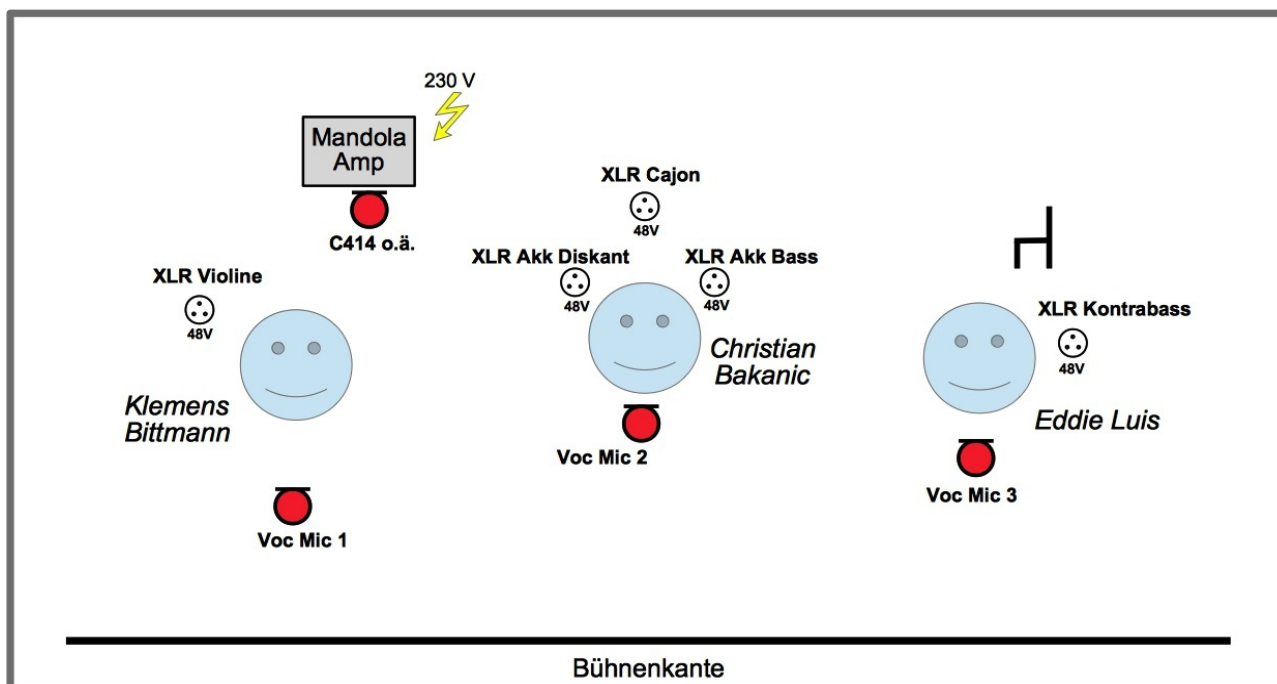 230 V
Mandola
Amp
C414 o.ä.
XLR Cajon
48V
XLR Akk Diskant
48V
XLR Akk Bass
48V
XLR Violine
48V
XLR Kontrabass
48V
Klemens
Bittmann
Christian
Bakanic
Eddie Luis
Voc Mic 1
Voc Mic 2
Voc Mic 3
Bühnenkante